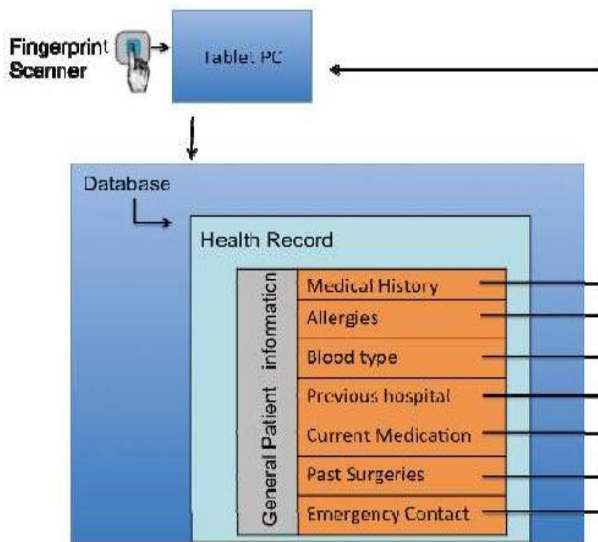 Fingerprint
Scanner
Tablet PC
Database
Health Record
General Patient information
Medical History
Allergies
Blood type
Previous hospital
Current Medication
Past Surgeries
Emergency Contact